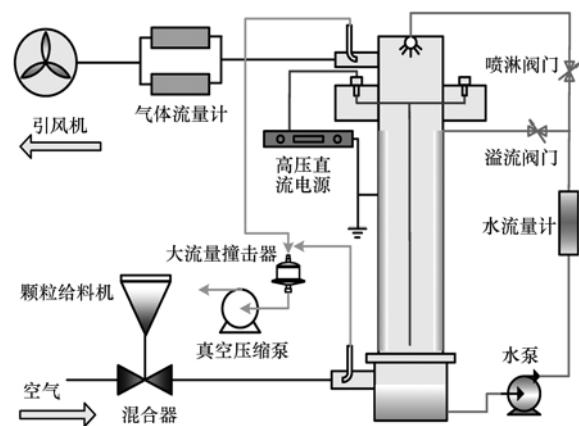 喷淋阀门
引风机
气体流量计
高压直
流电源
溢流阀门
水流量计
大流量撞击器
颗粒给料机
真空压缩泵
水泵
空气
混合器